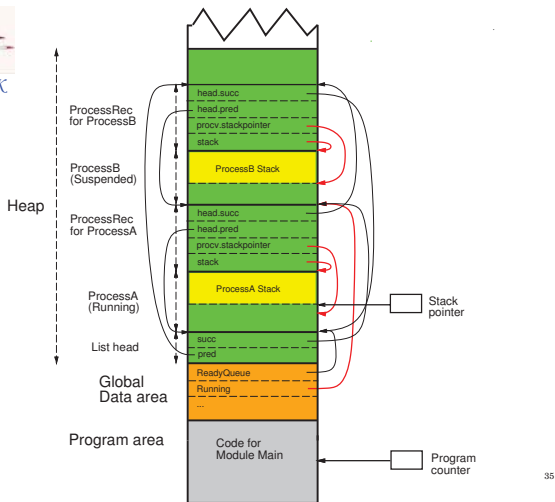 K
Heap
ProcessRec
for ProcessB
ProcessB
(Suspended)
ProcessRec
for ProcessA
ProcessA
(Running)
List head
Global
Data area
Program area
head.succ
head.pred
procv.stackpointer
stack
ProcessB Stack
head.succ
head.pred
procv.stackpointer
stack
ProcessA Stack
succ
pred
ReadyQueue
Running
...
Code for
Module Main
Stack
pointer
Program
counter
35